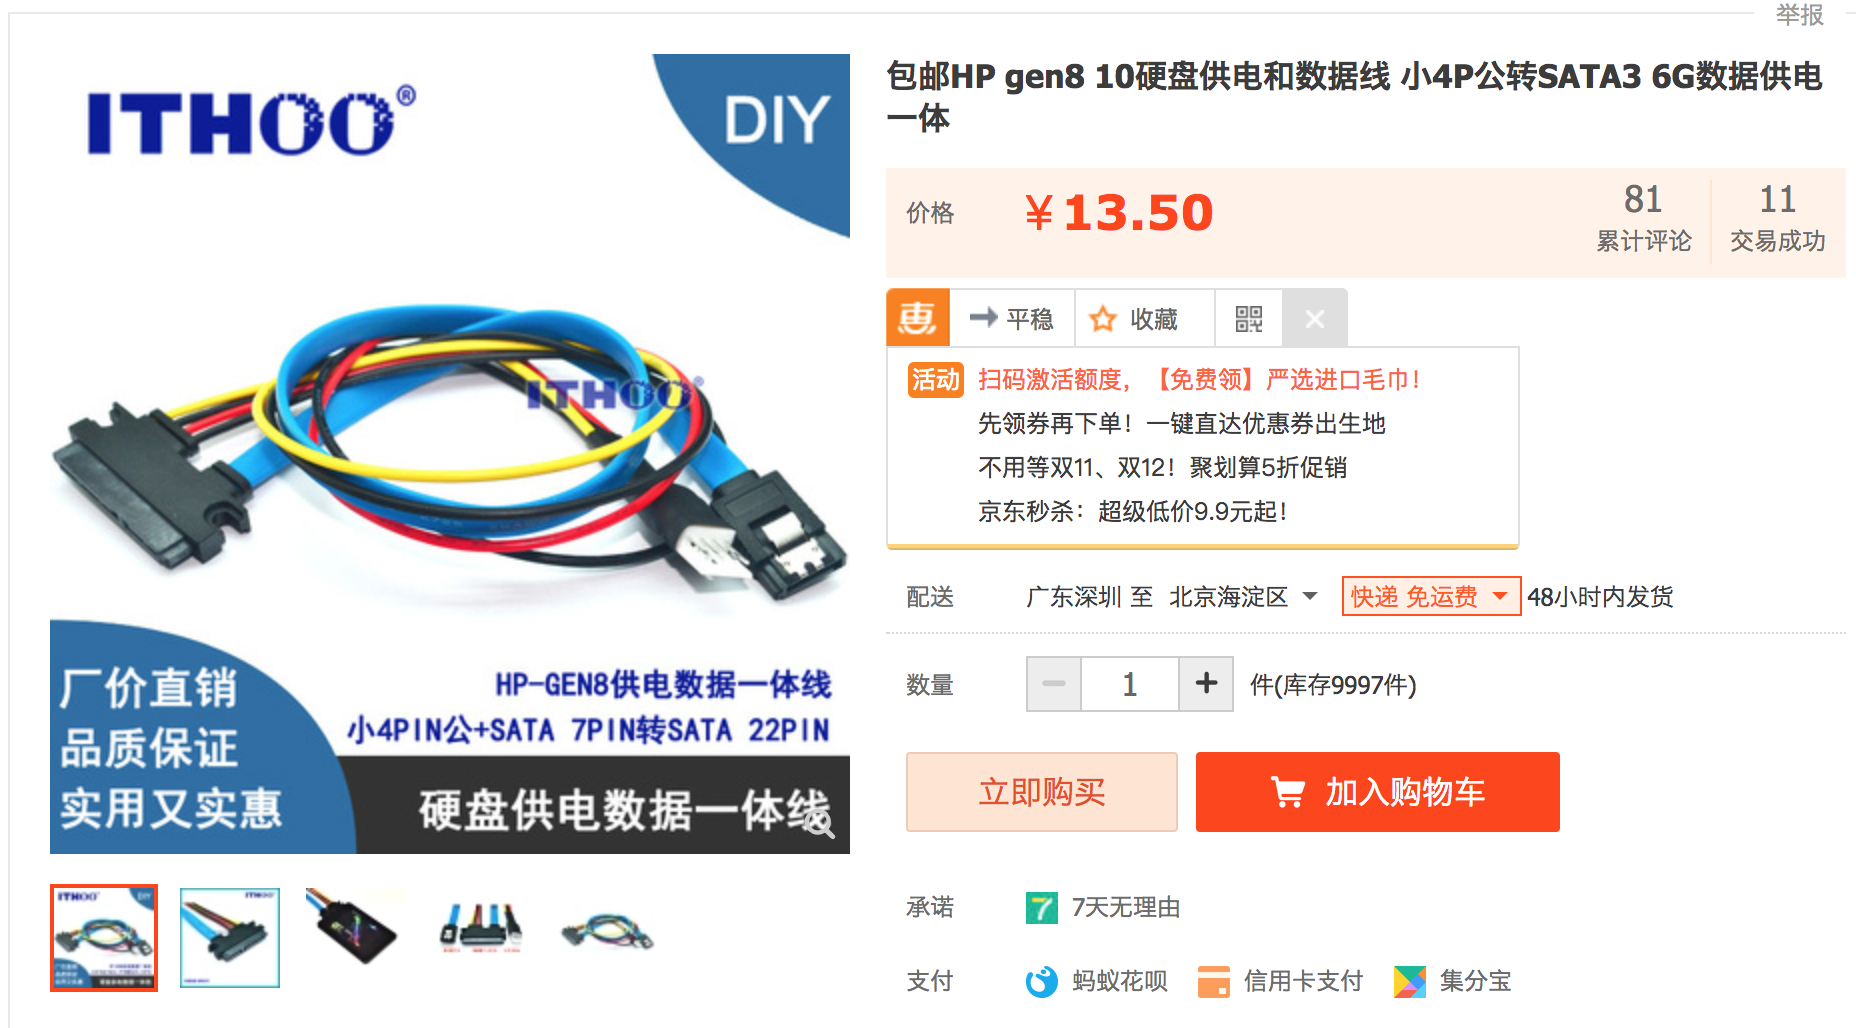 举报
ITHOO®
DIY
ITHOO®
厂价直销
品质保证
实用又实惠
HP-GEN8供电数据一体线
小4PIN公+SATA 7PIN转SATA 22PIN
硬盘供电数据一体线
包邮HP gen8 10硬盘供电和数据线 小4P公转SATA3 6G数据供电
一体
价格
¥13.50
81
累计评论
11
交易成功
惠
平稳
收藏
活动 扫码激活额度，【免费领】严选进口毛巾！
先领券再下单！一键直达优惠券出生地
不用等双11、双12！聚划算5折促销
京东秒杀：超级低价9.9元起！
配送 广东深圳 至 北京海淀区 快递 免运费 48小时内发货
数量 1 件(库存9997件)
立即购买
加入购物车
承诺 7天无理由
支付 蚂蚁花呗 信用卡支付 集分宝
ITHOO
DIY
ITHOO